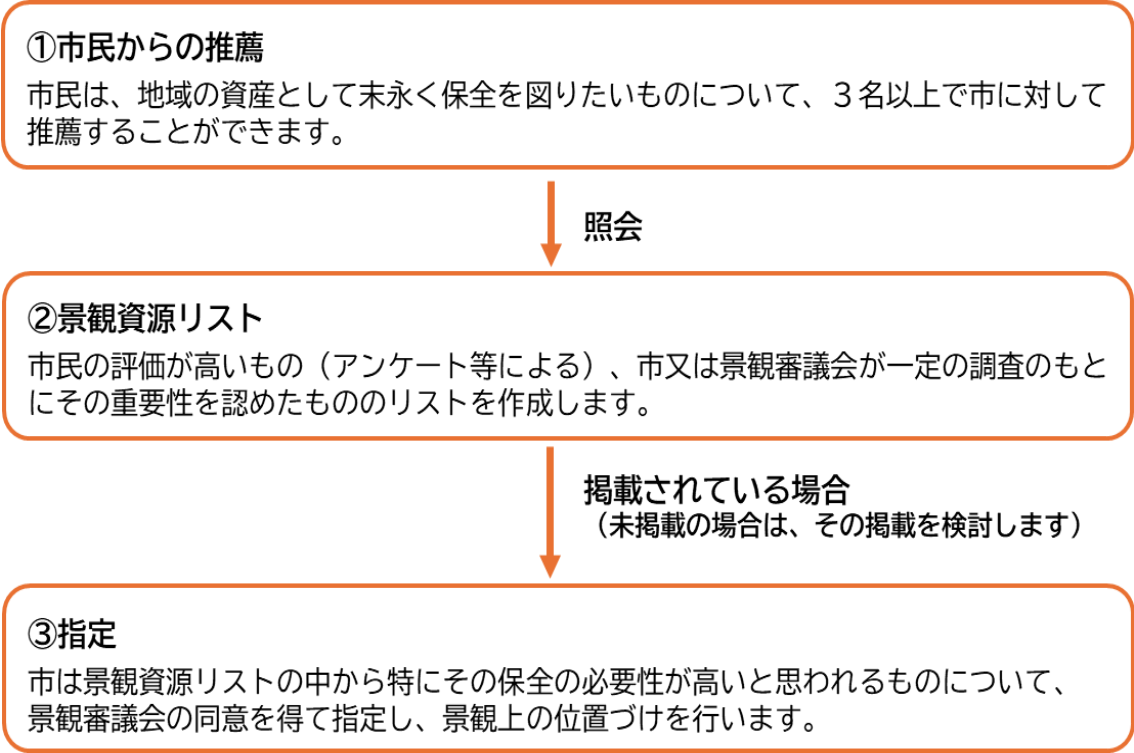 ①市民からの推薦
市民は、地域の資産として末永く保全を図りたいものについて、３名以上で市に対して
推薦することができます。
照会
②景観資源リスト
市民の評価が高いもの（アンケート等による）、市又は景観審議会が一定の調査のもと
にその重要性を認めたもののリストを作成します。
掲載されている場合
（未掲載の場合は、その掲載を検討します）
③指定
市は景観資源リストの中から特にその保全の必要性が高いと思われるものについて、
景観審議会の同意を得て指定し、景観上の位置づけを行います。